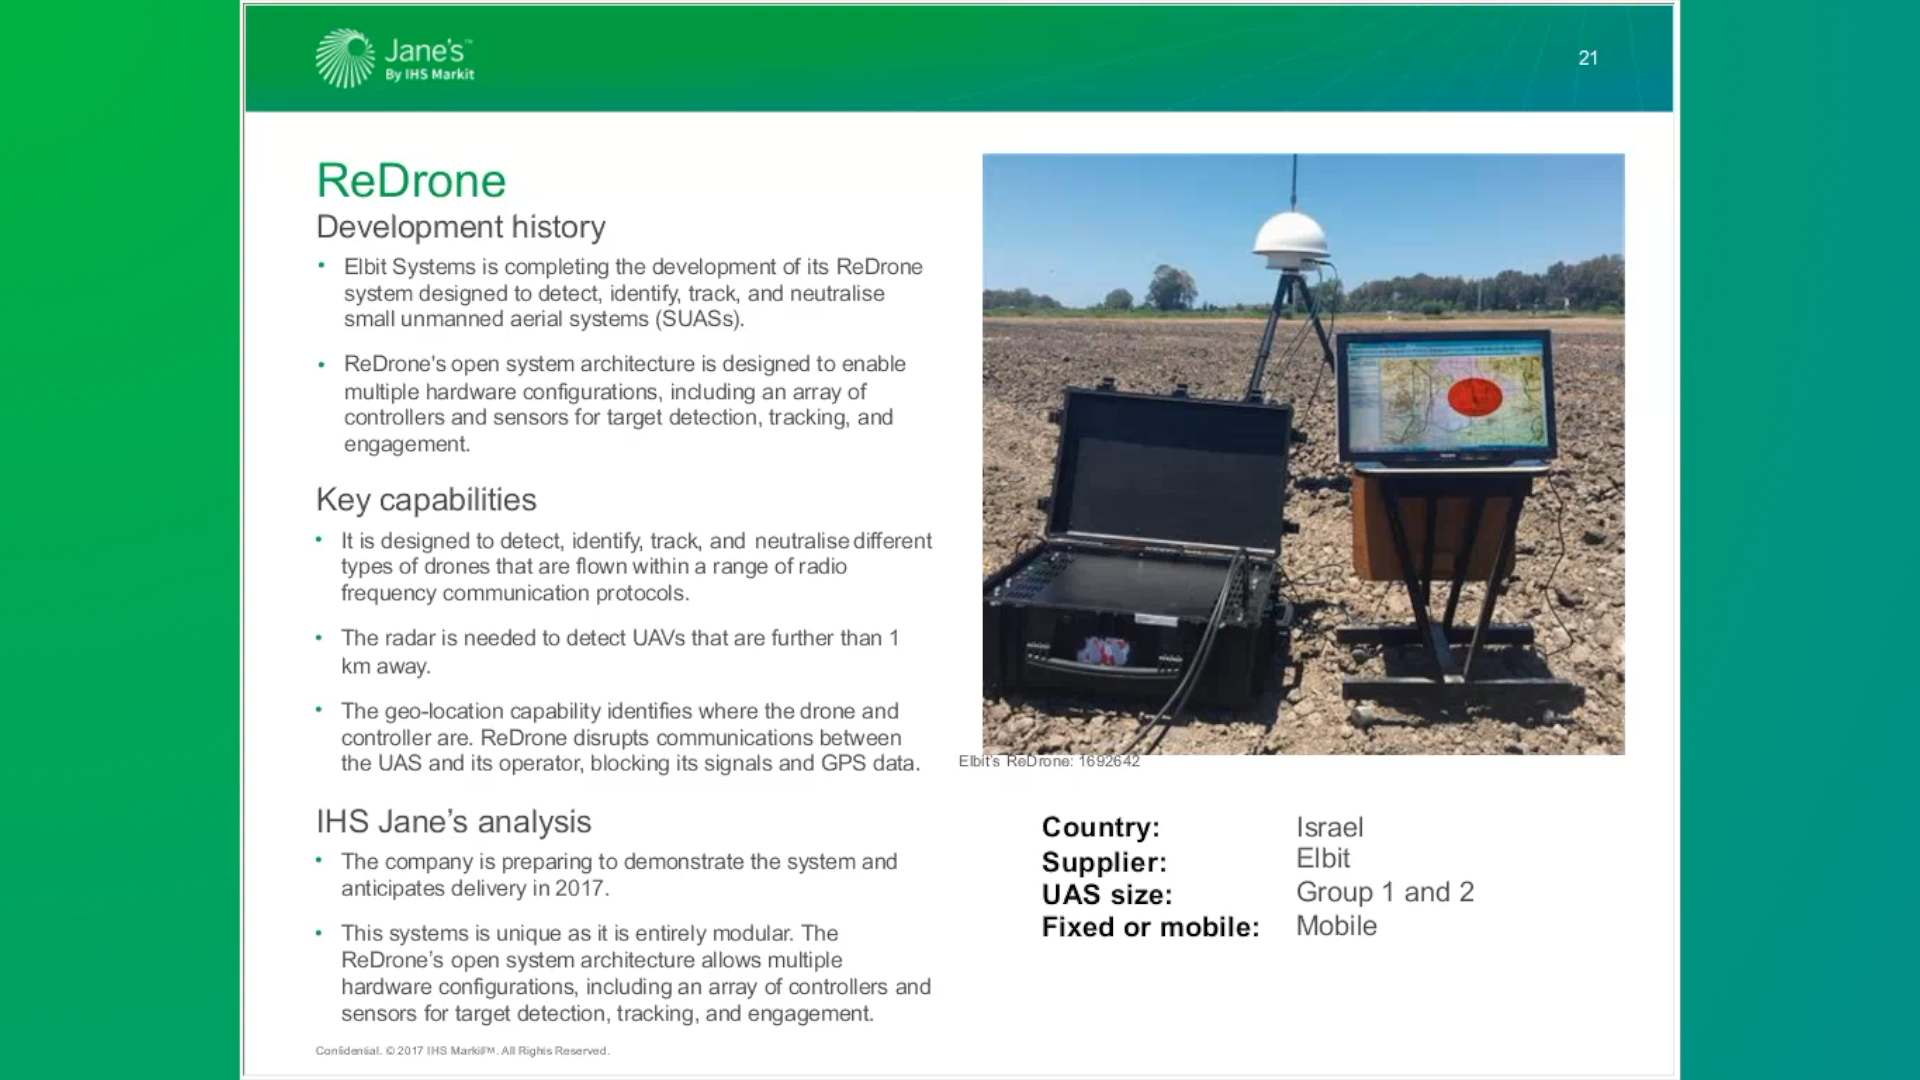 Jane's™
By IHS Markit
21
ReDrone
Development history
• Elbit Systems is completing the development of its ReDrone
system designed to detect, identify, track, and neutralise
small unmanned aerial systems (SUASs).
• ReDrone's open system architecture is designed to enable
multiple hardware configurations, including an array of
controllers and sensors for target detection, tracking, and
engagement.
Key capabilities
• It is designed to detect, identify, track, and neutralise different
types of drones that are flown within a range of radio
frequency communication protocols.
• The radar is needed to detect UAVs that are further than 1
km away.
• The geo-location capability identifies where the drone and
controller are. ReDrone disrupts communications between
the UAS and its operator, blocking its signals and GPS data.
IHS Jane’s analysis
• The company is preparing to demonstrate the system and
anticipates delivery in 2017.
• This systems is unique as it is entirely modular. The
ReDrone’s open system architecture allows multiple
hardware configurations, including an array of controllers and
sensors for target detection, tracking, and engagement.
Confidential. © 2017 IHS Markit™. All Rights Reserved.
Elbit's ReDrone: 1692642
Country: Israel
Supplier: Elbit
UAS size: Group 1 and 2
Fixed or mobile: Mobile